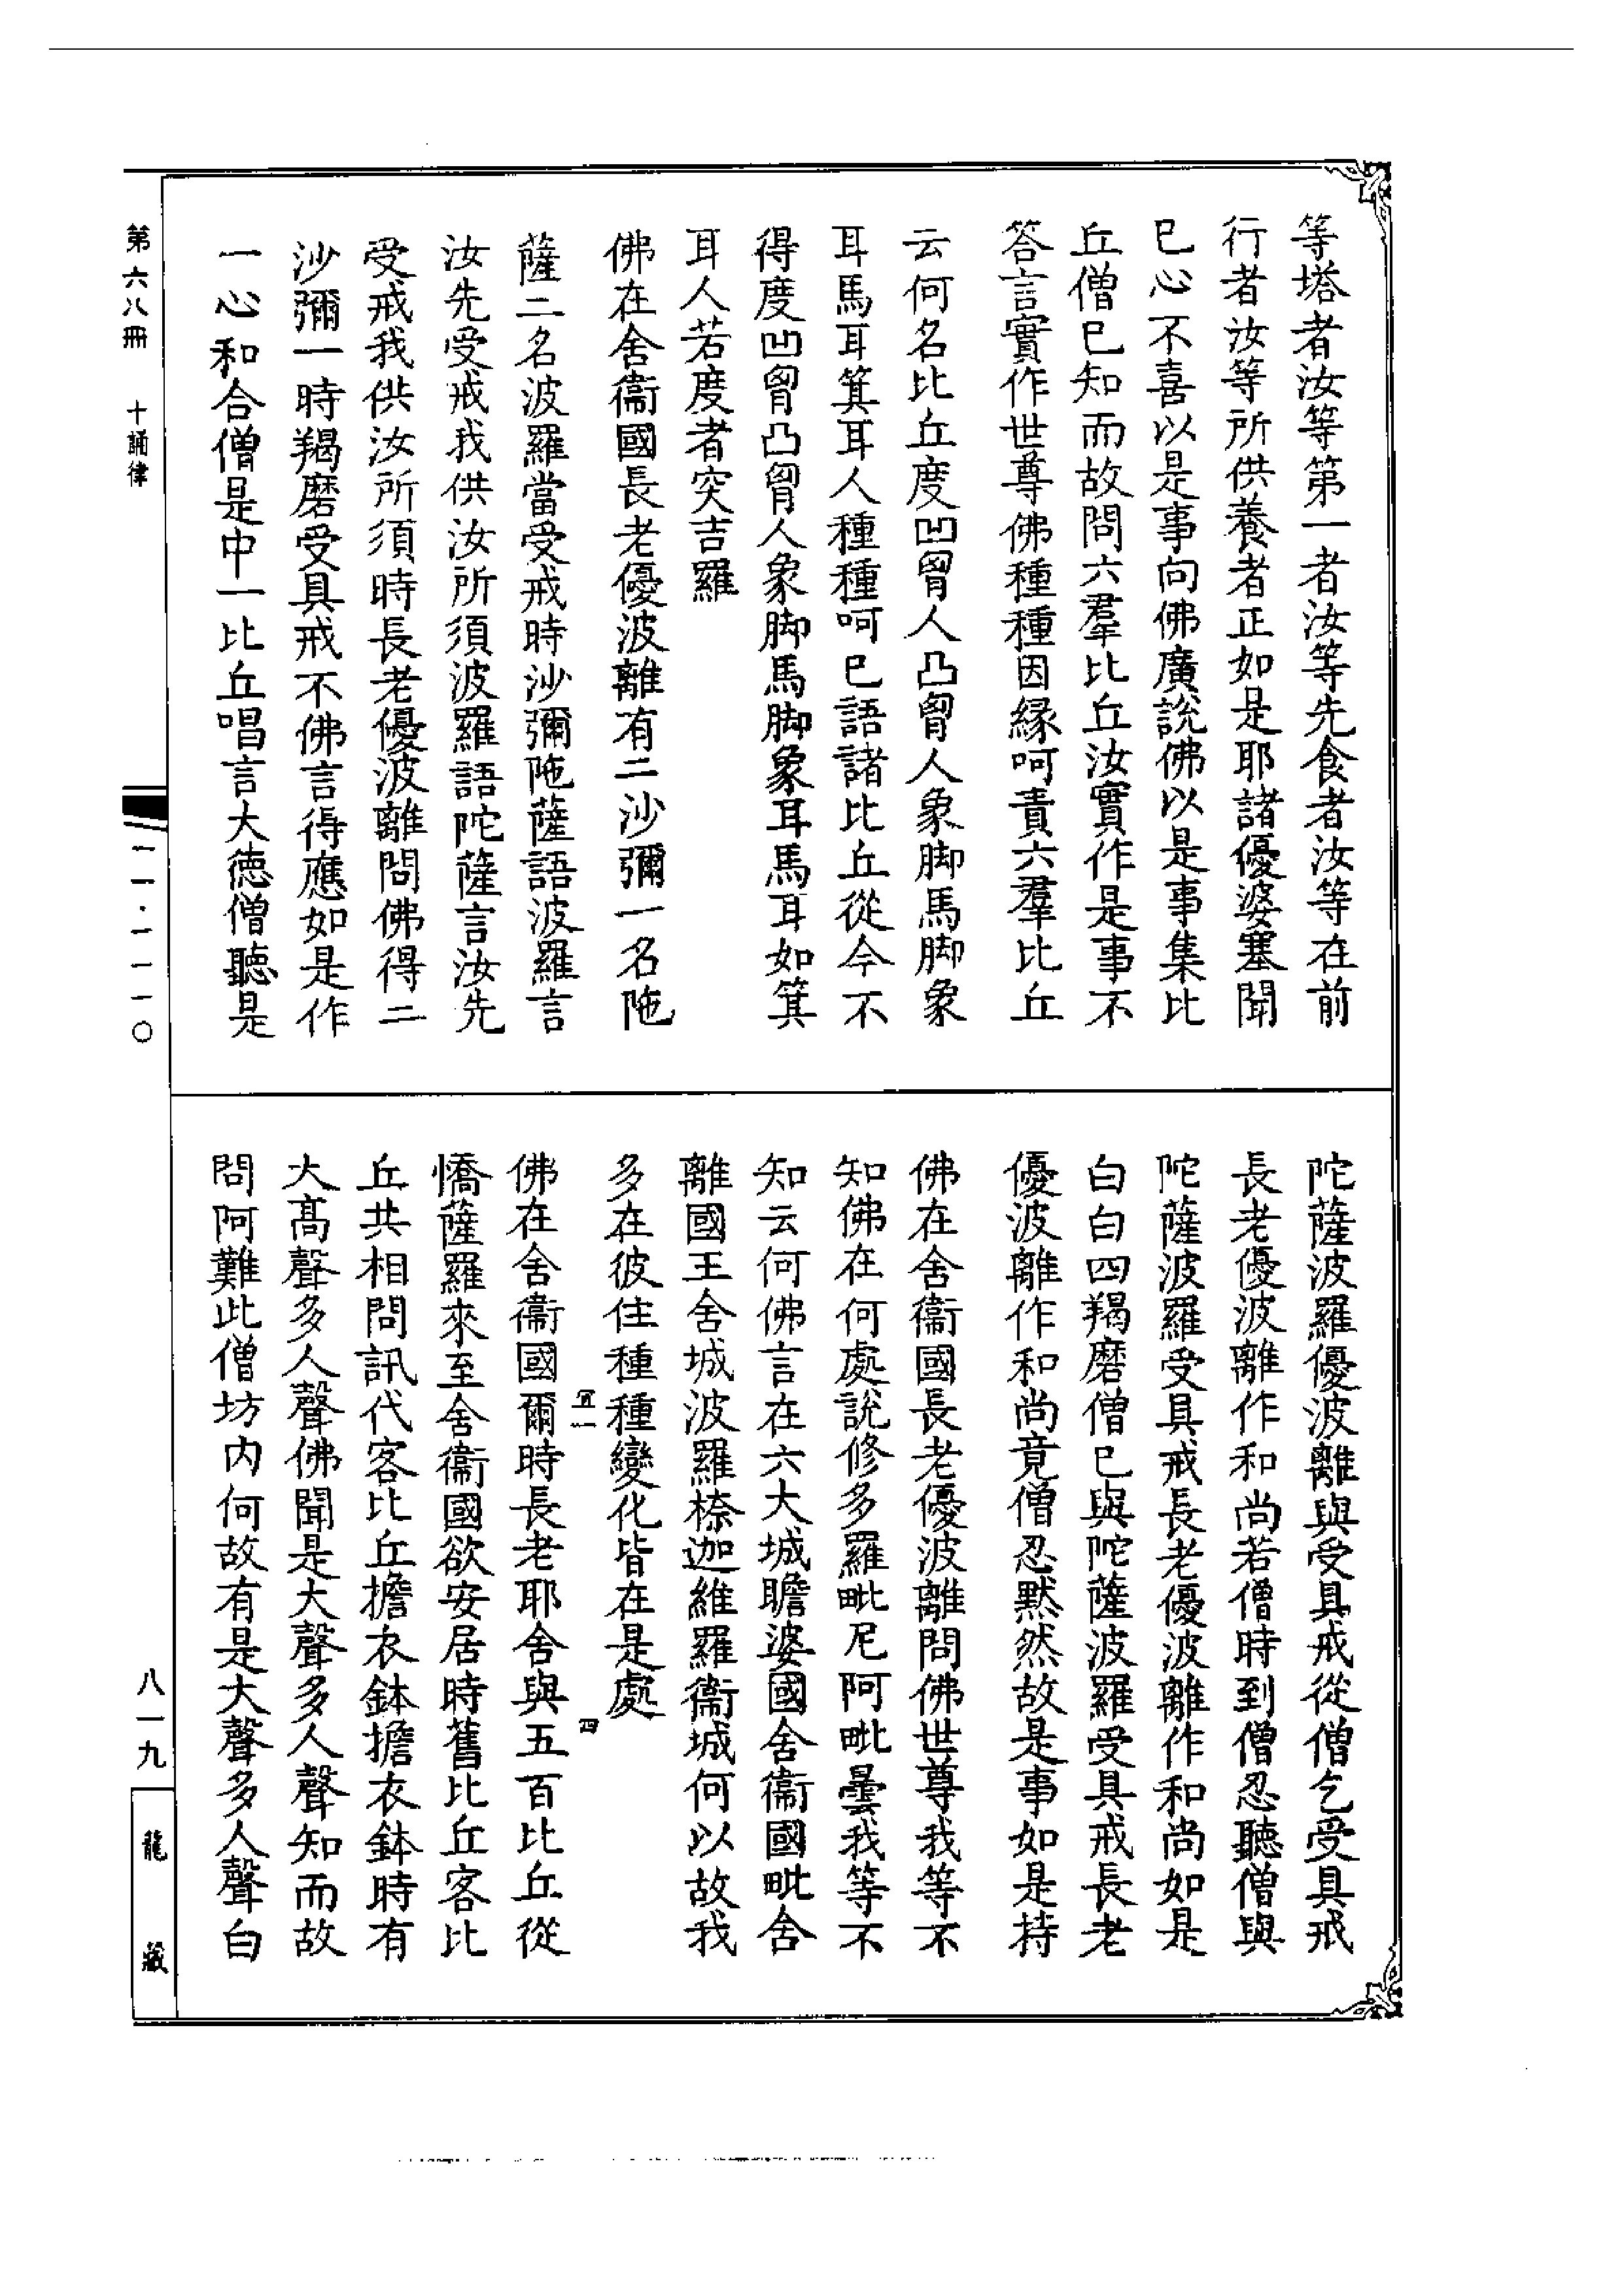 等塔者汝等第一者汝等先食者汝等在前
行者汝等所供養者正如是耶諸優婆塞聞
已心不喜以是事向佛廣說佛以是事集比
丘僧已知而故問六羣比丘汝實作是事不
答言實作世尊佛種種因緣呵責六羣比丘
云何名比丘度凹胷人凸胷人象脚馬脚象
耳馬耳箕耳人種種呵已語諸比丘從今不
得度凹胷凸胷人象脚馬脚象耳馬耳如箕
耳人若度者突吉羅
佛在舍衞國長老優波離有二沙彌一名陁
薩二名波羅當受戒時沙彌陁薩語波羅言
汝先受戒我供汝所須波羅語陀薩言汝先
受戒我供汝所須時長老優波離問佛得二
沙彌一時羯磨受具戒不佛言得應如是作
一心和合僧是中一比丘唱言大德僧聽是
陀薩波羅優波離與受具戒從僧乞受具戒
長老優波離作和尚若僧時到僧忍聽僧與
陀薩波羅受具戒長老優波離作和尚如是
白白四羯磨僧已與陀薩波羅受具戒長老
優波離作和尚竟僧忍默然故是事如是持
佛在舍衞國長老優波離問佛世尊我等不
知佛在何處說修多羅毗尼阿毗曇我等不
知云何佛言在六大城瞻婆國舍衞國毗舍
離國王舍城波羅㮈迦維羅衞城何以故我
多在彼住種種變化皆在是處
佛在舍衞國爾時長老耶舍與五百比丘從
憍薩羅來至舍衞國欲安居時舊比丘客比
丘共相問訊代客比丘擔衣鉢擔衣鉢時有
大高聲多人聲佛聞是大聲多人聲知而故
問阿難此僧坊內何故有是大聲多人聲白
第六八冊 十誦律
一一·一一一〇
八一九
龍藏